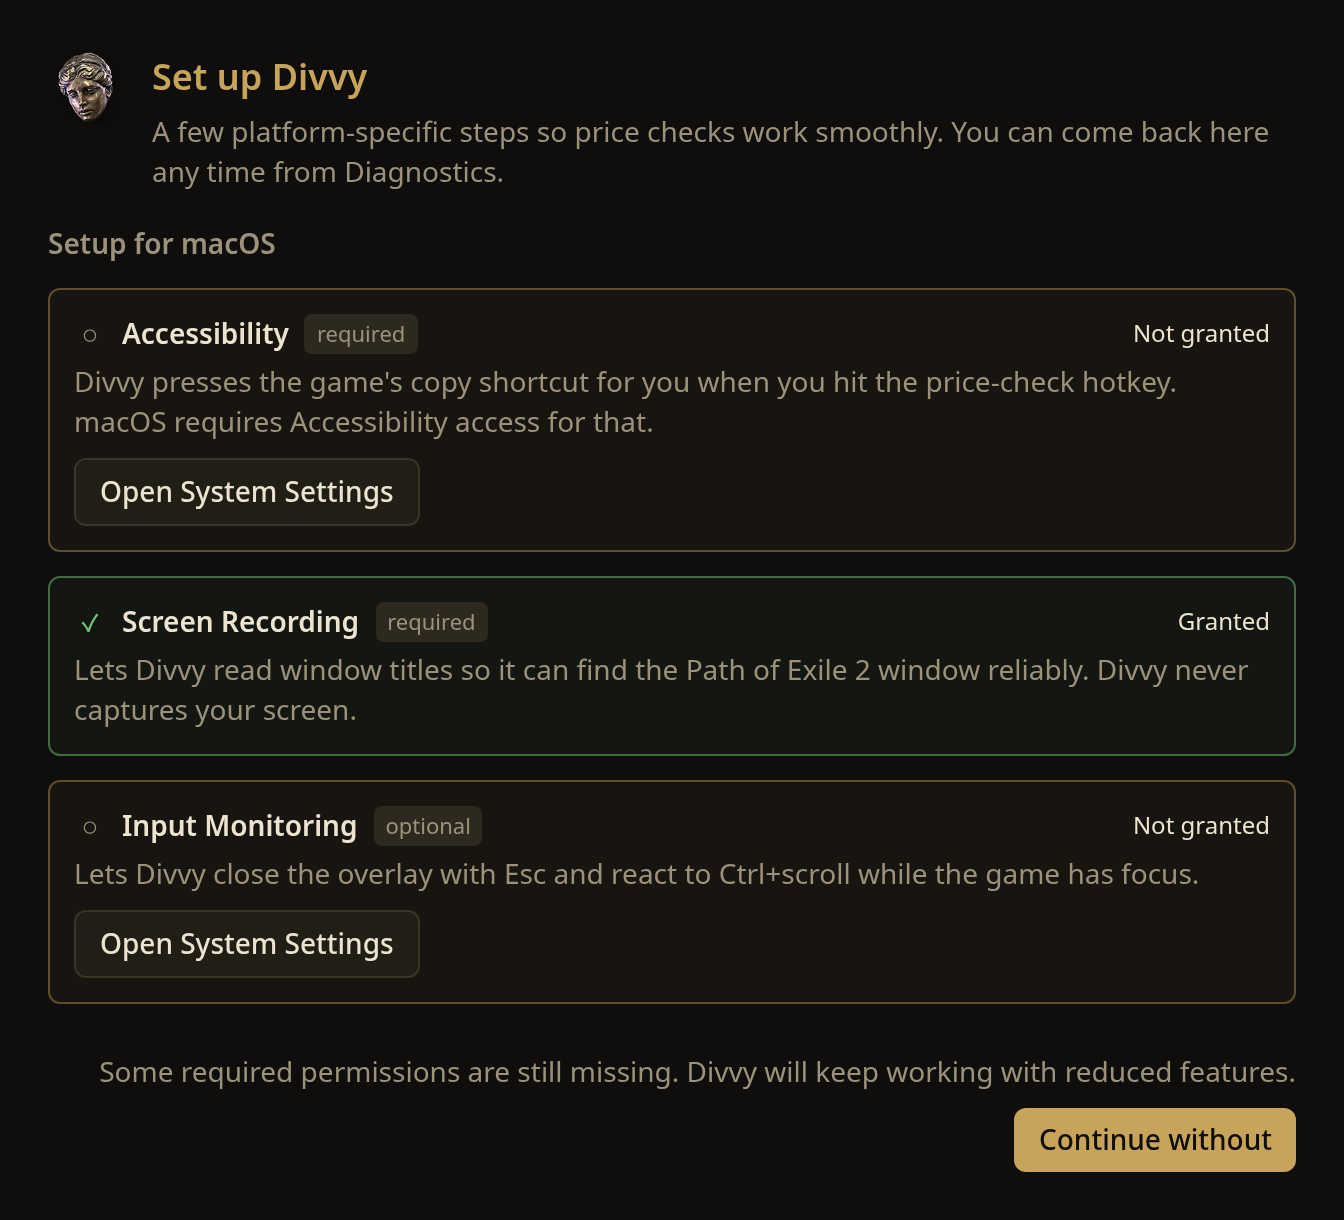 Set up Divvy
A few platform-specific steps so price checks work smoothly. You can come back here
any time from Diagnostics.
Setup for macOS
Accessibility required Not granted
Divvy presses the game's copy shortcut for you when you hit the price-check hotkey.
macOS requires Accessibility access for that.
Open System Settings
✓ Screen Recording required Granted
Lets Divvy read window titles so it can find the Path of Exile 2 window reliably. Divvy never
captures your screen.
Input Monitoring optional Not granted
Lets Divvy close the overlay with Esc and react to Ctrl+scroll while the game has focus.
Open System Settings
Some required permissions are still missing. Divvy will keep working with reduced features.
Continue without